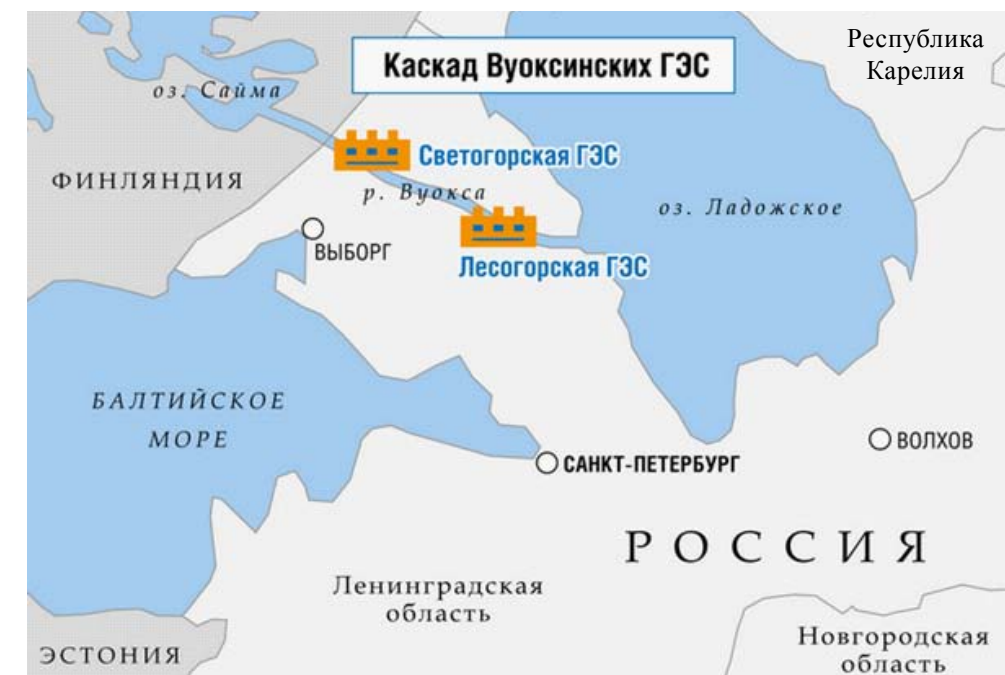 Республика
Карелия
Каскад Вуоксинских ГЭС
оз. Сайма
Светогорская ГЭС
ФИНЛЯНДИЯ
р. Вуокса
оз. Ладожское
ВЫБОРГ
Лесогорская ГЭС
БАЛТИЙСКОЕ
МОРЕ
ВОЛХОВ
САНКТ-ПЕТЕРБУРГ
РОССИЯ
Ленинградская
область
Новгородская
область
ЭСТОНИЯ